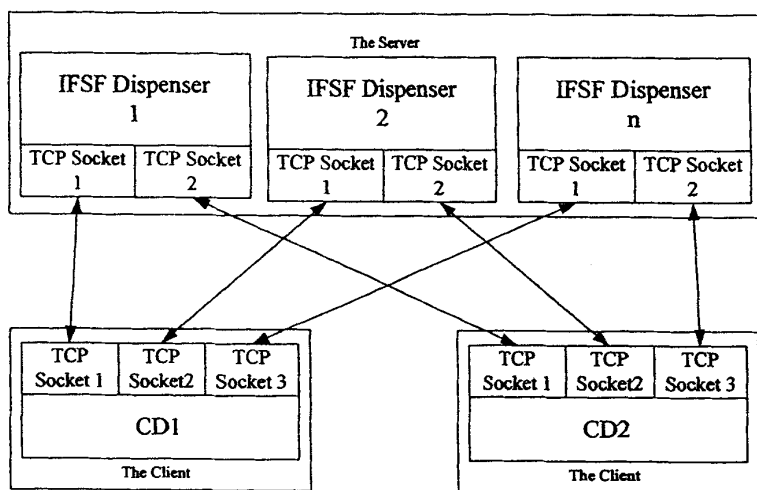 The Server
IFSF Dispenser
1
TCP Socket
1
TCP Socket
2
IFSF Dispenser
2
TCP Socket
1
TCP Socket
2
IFSF Dispenser
n
TCP Socket
1
TCP Socket
2
TCP
Socket 1
TCP
Socket2
TCP
Socket 3
CD1
The Client
TCP
Socket 1
TCP
Socket2
TCP
Socket 3
CD2
The Client